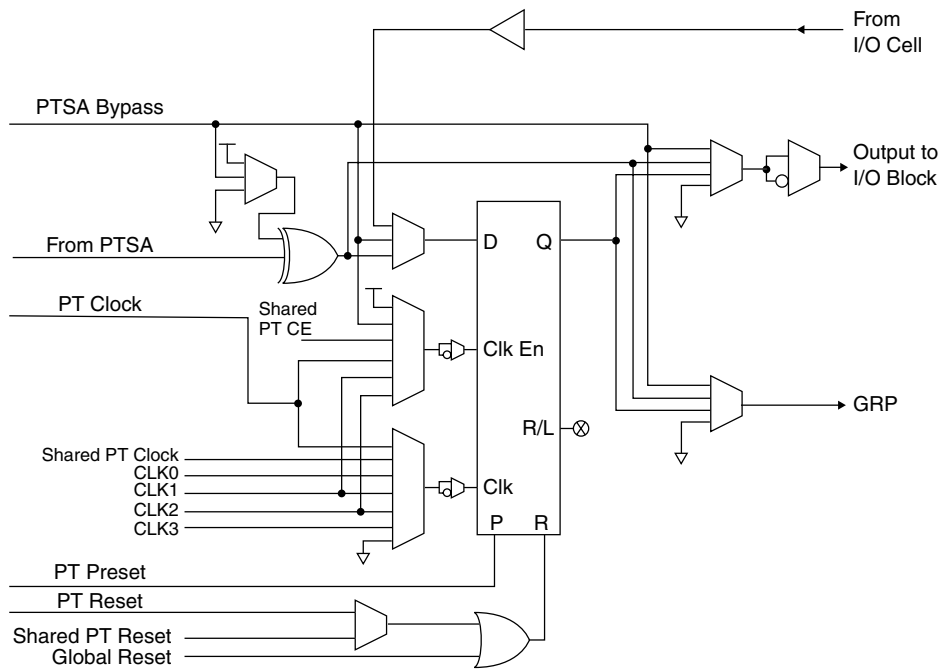 From
I/O Cell
PTSA Bypass
Output to
I/O Block
From PTSA
D
Q
PT Clock
Shared
PT CE
Clk En
GRP
R/L
Shared PT Clock
CLK0
CLK1
CLK2
CLK3
Clk
P
R
PT Preset
PT Reset
Shared PT Reset
Global Reset